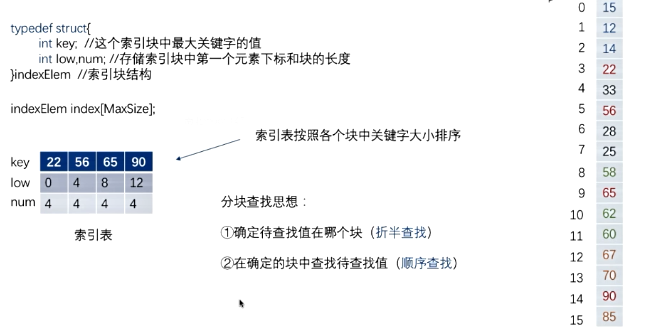 typedef struct{
int key; //这个索引块中最大关键字的值
int low,num; //存储索引块中第一个元素下标和块的长度
}indexElem //索引块结构
indexElem index[MaxSize];
索引表按照各个块中关键字大小排序
key 22 56 65 90
low 0 4 8 12
num 4 4 4 4
索引表
分块查找思想：
①确定待查找值在哪个块（折半查找）
②在确定的块中查找待查找值（顺序查找）
0 15
1 12
2 14
3 22
4 33
5 56
6 28
7 25
8 58
9 65
10 62
11 60
12 67
13 70
14 90
15 85